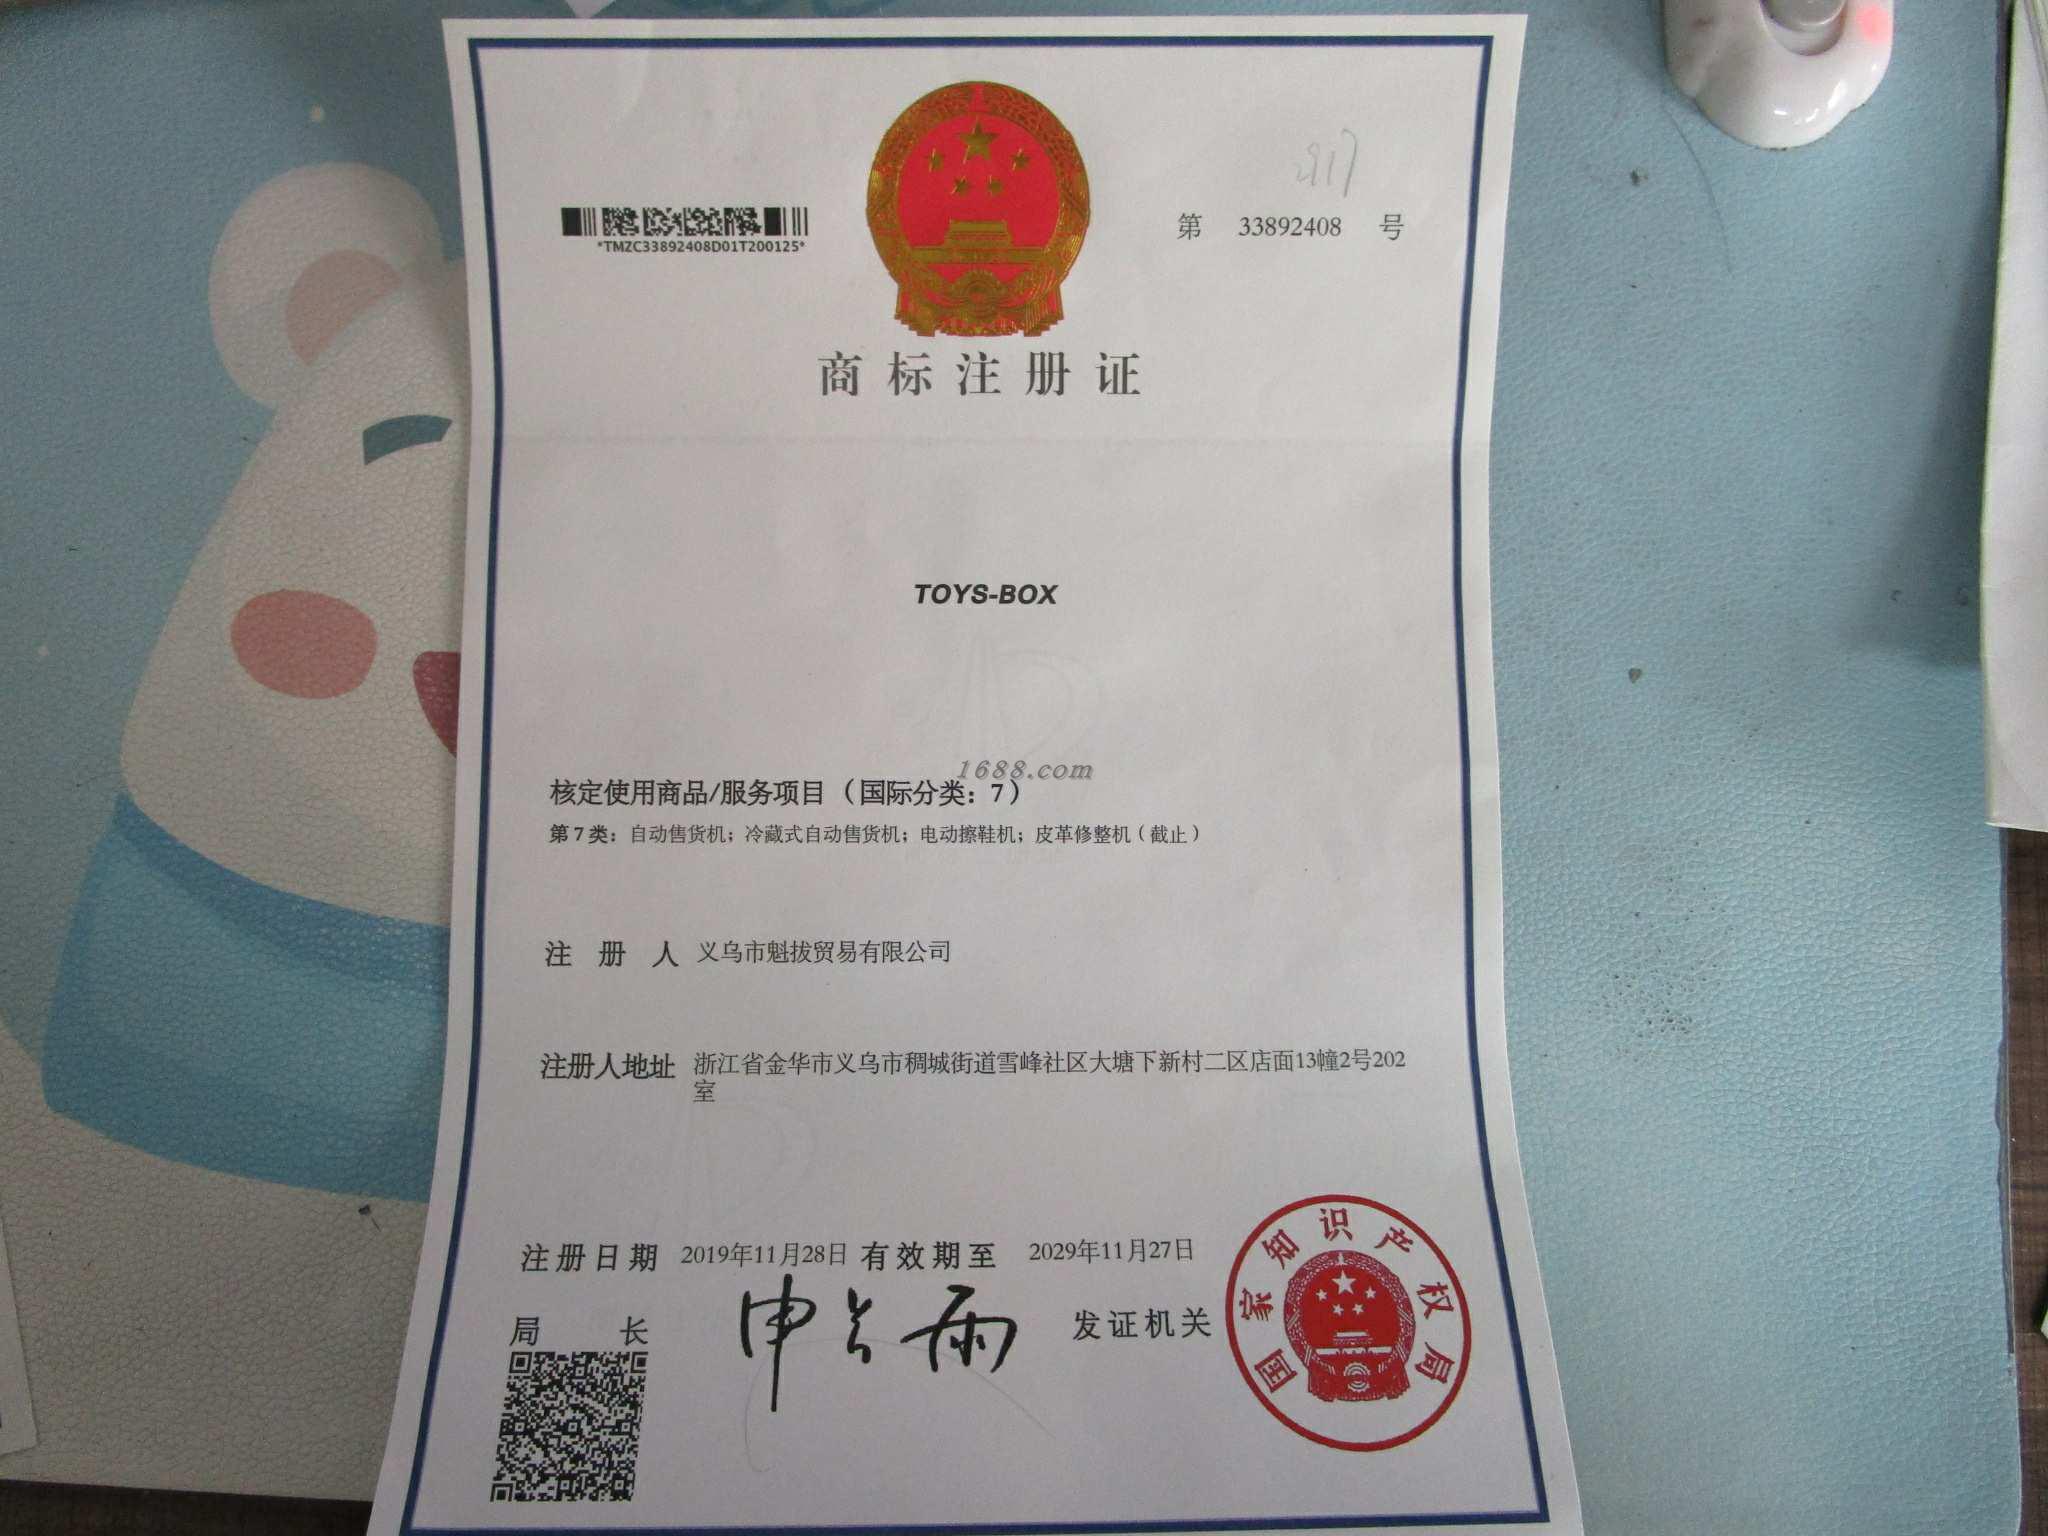 *TMZC33892408D01T200125*
第 33892408 号
商标注册证
TOYS-BOX
1688.com
核定使用商品/服务项目（国际分类：7）
第7类：自动售货机；冷藏式自动售货机；电动擦鞋机；皮革修整机（截止）
注册人 义乌市魁拔贸易有限公司
注册人地址 浙江省金华市义乌市稠城街道雪峰社区大塘下新村二区店面13幢2号202
室
注册日期 2019年11月28日 有效期至 2029年11月27日
局长 申长雨 发证机关
国家知识产权局